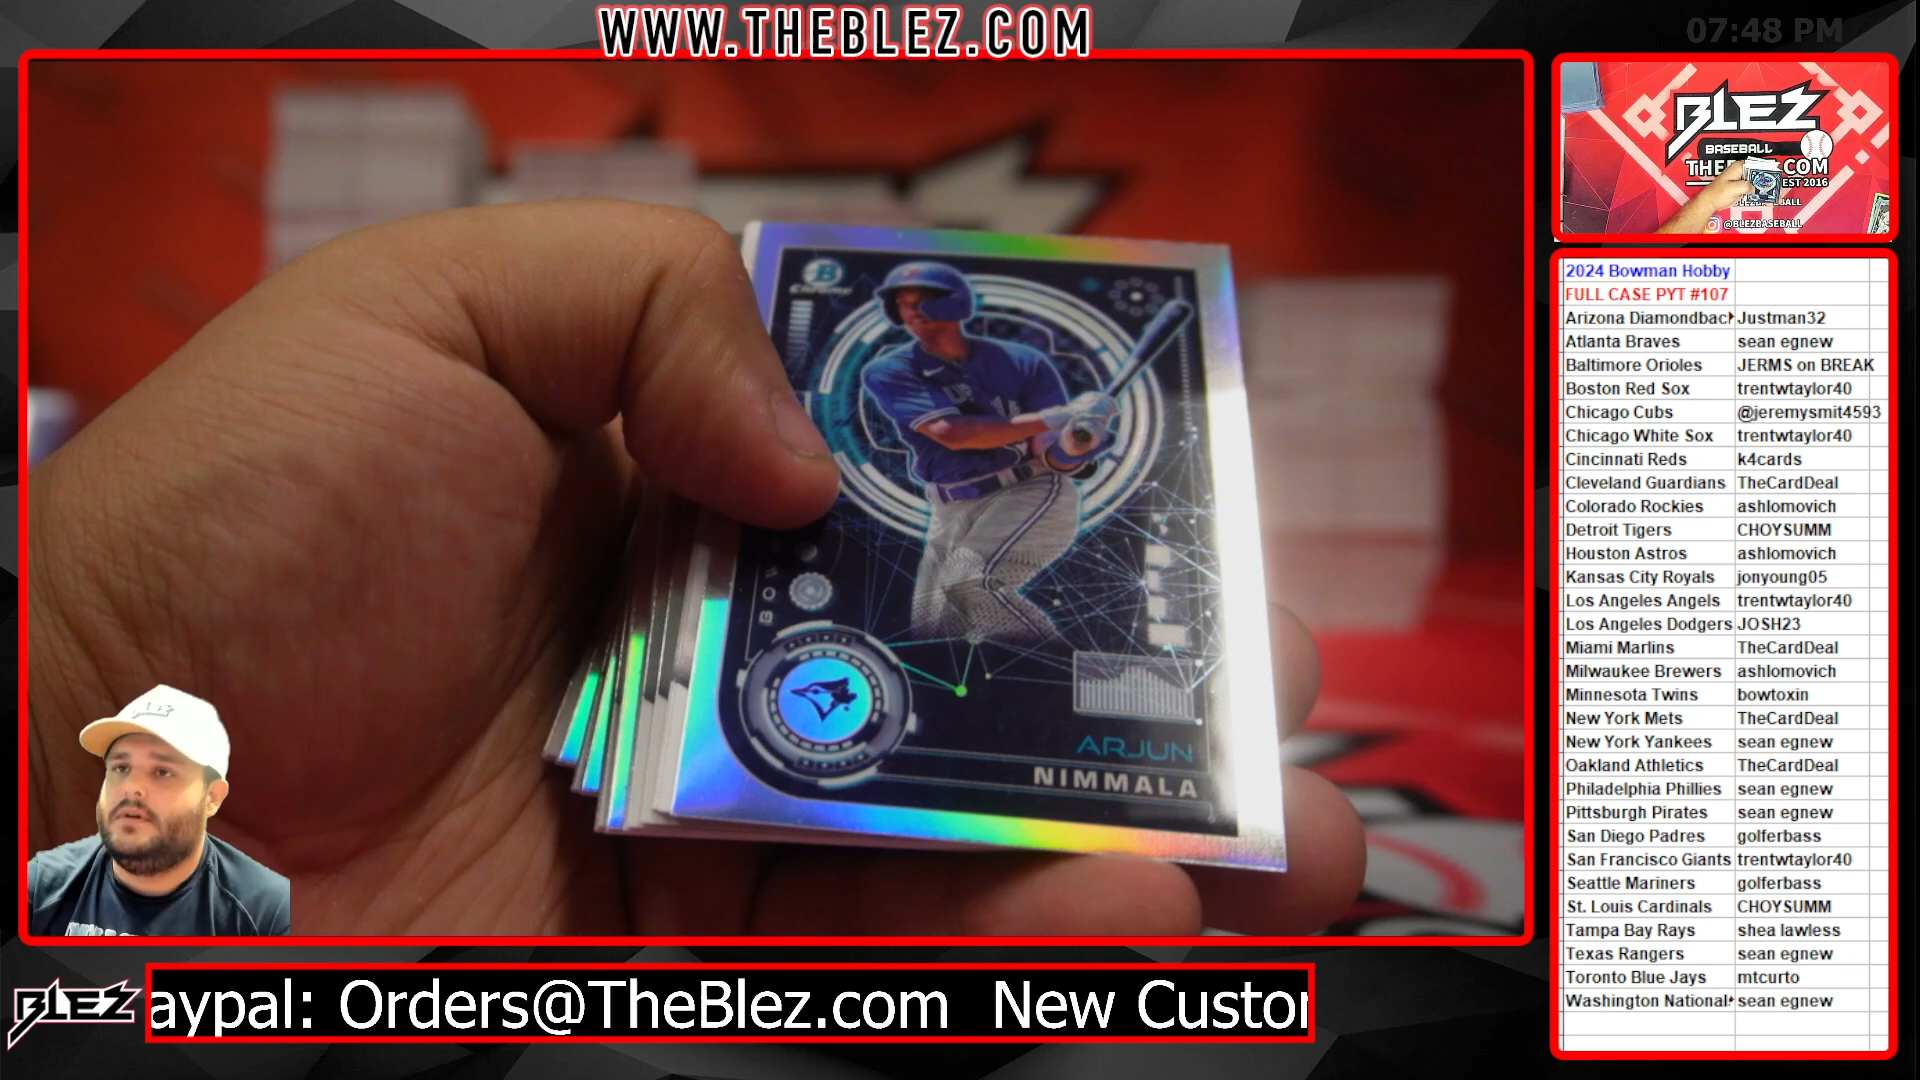 WWW.THEBLEZ.COM
07:48 PM
BLEZ
BASEBALL
COM
EST 2016
@BLEZBASEBALL
B
Chrome
ARJUN
NIMMALA
2024 Bowman Hobby
FULL CASE PYT #107
Arizona Diamondback Justman32
Atlanta Braves sean egnew
Baltimore Orioles JERMS on BREAK
Boston Red Sox trentwtaylor40
Chicago Cubs @jeremysmit4593
Chicago White Sox trentwtaylor40
Cincinnati Reds k4cards
Cleveland Guardians TheCardDeal
Colorado Rockies ashlomovich
Detroit Tigers CHOYSUMM
Houston Astros ashlomovich
Kansas City Royals jonyoung05
Los Angeles Angels trentwtaylor40
Los Angeles Dodgers JOSH23
Miami Marlins TheCardDeal
Milwaukee Brewers ashlomovich
Minnesota Twins bowtoxin
New York Mets TheCardDeal
New York Yankees sean egnew
Oakland Athletics TheCardDeal
Philadelphia Phillies sean egnew
Pittsburgh Pirates sean egnew
San Diego Padres golferbass
San Francisco Giants trentwtaylor40
Seattle Mariners golferbass
St. Louis Cardinals CHOYSUMM
Tampa Bay Rays shea lawless
Texas Rangers sean egnew
Toronto Blue Jays mtcurto
Washington National sean egnew
BLEZ
aypal: Orders@TheBlez.com New Custor